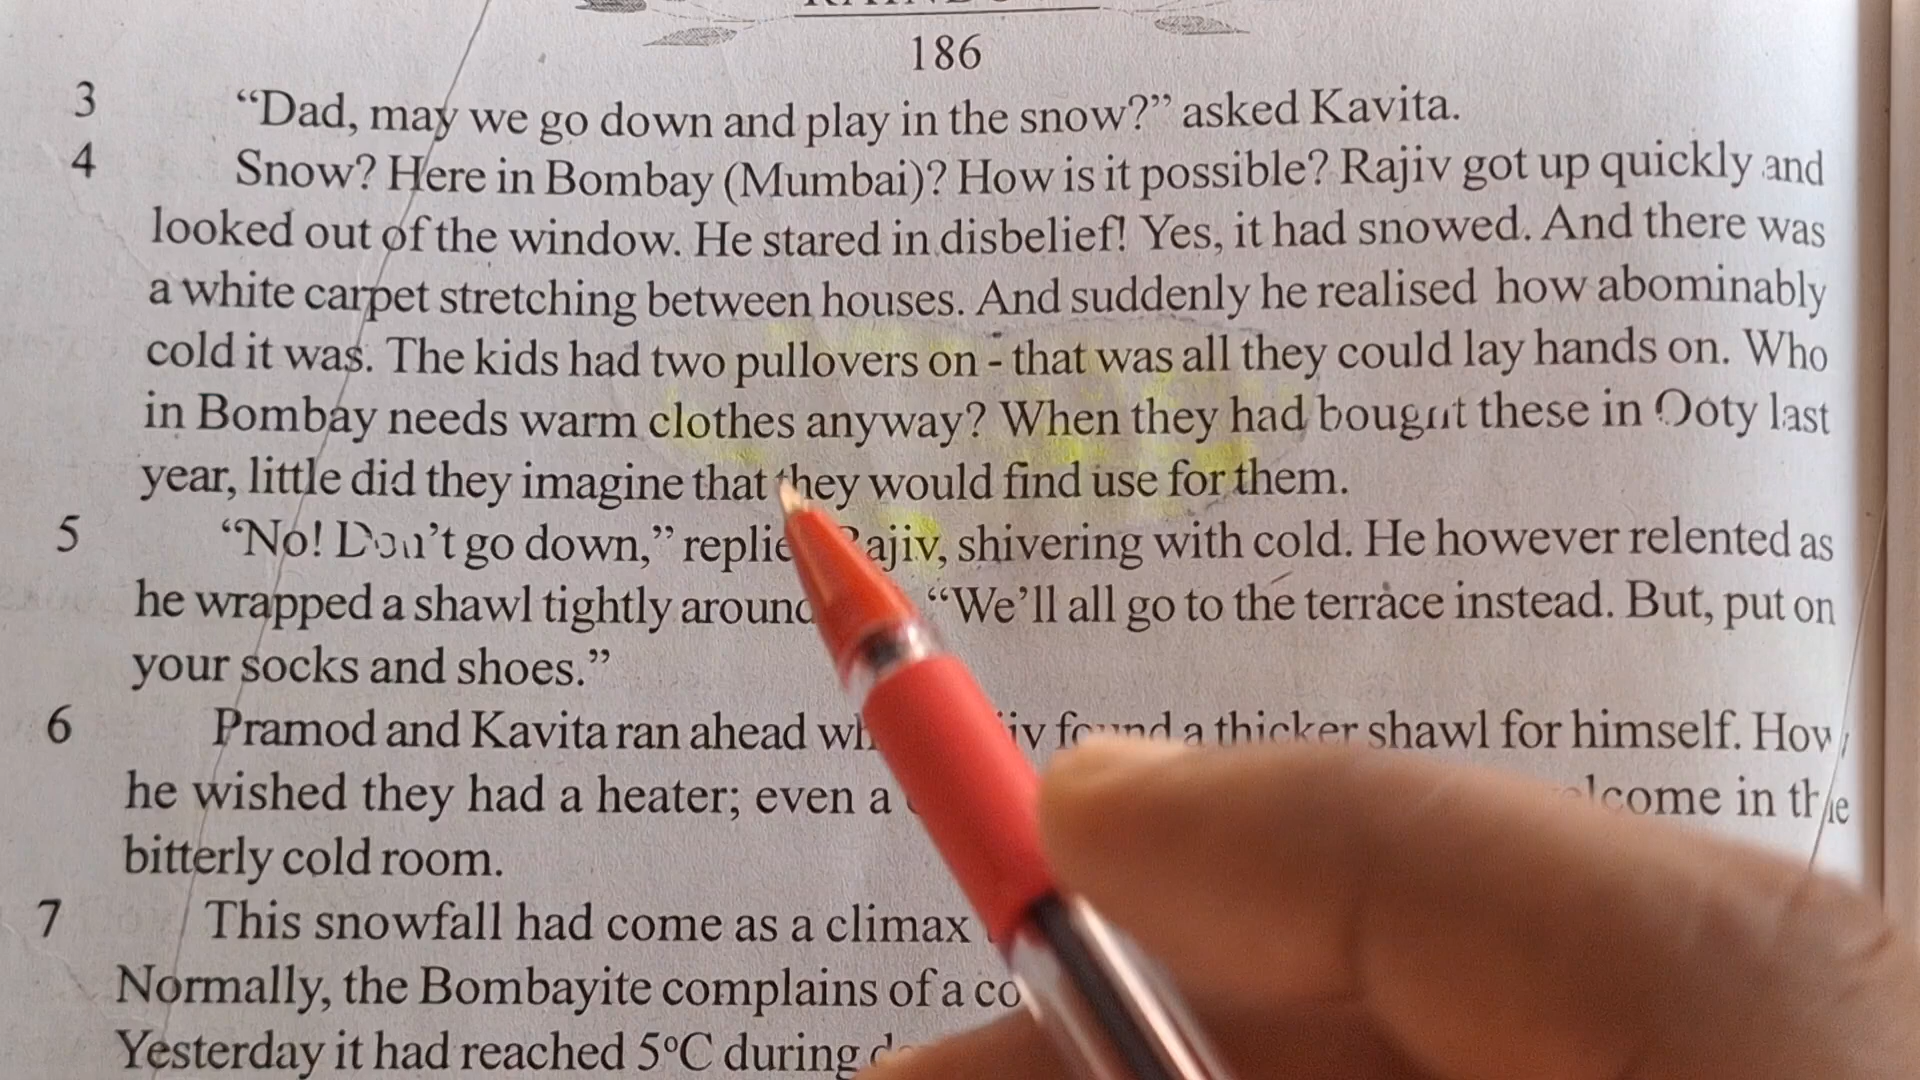 186
3 “Dad, may we go down and play in the snow?” asked Kavita.
4 Snow? Here in Bombay (Mumbai)? How is it possible? Rajiv got up quickly and
looked out of the window. He stared in disbelief! Yes, it had snowed. And there was
a white carpet stretching between houses. And suddenly he realised how abominably
cold it was. The kids had two pullovers on - that was all they could lay hands on. Who
in Bombay needs warm clothes anyway? When they had bought these in Ooty last
year, little did they imagine that they would find use for them.
5 “No! Don’t go down,” replie Rajiv, shivering with cold. He however relented as
he wrapped a shawl tightly around “We’ll all go to the terrace instead. But, put on
your socks and shoes.”
6 Pramod and Kavita ran ahead found a thicker shawl for himself. How
he wished they had a heater; even a in the
bitterly cold room.
7 This snowfall had come as a climax
Normally, the Bombayite complains of a
Yesterday it had reached 5°C during